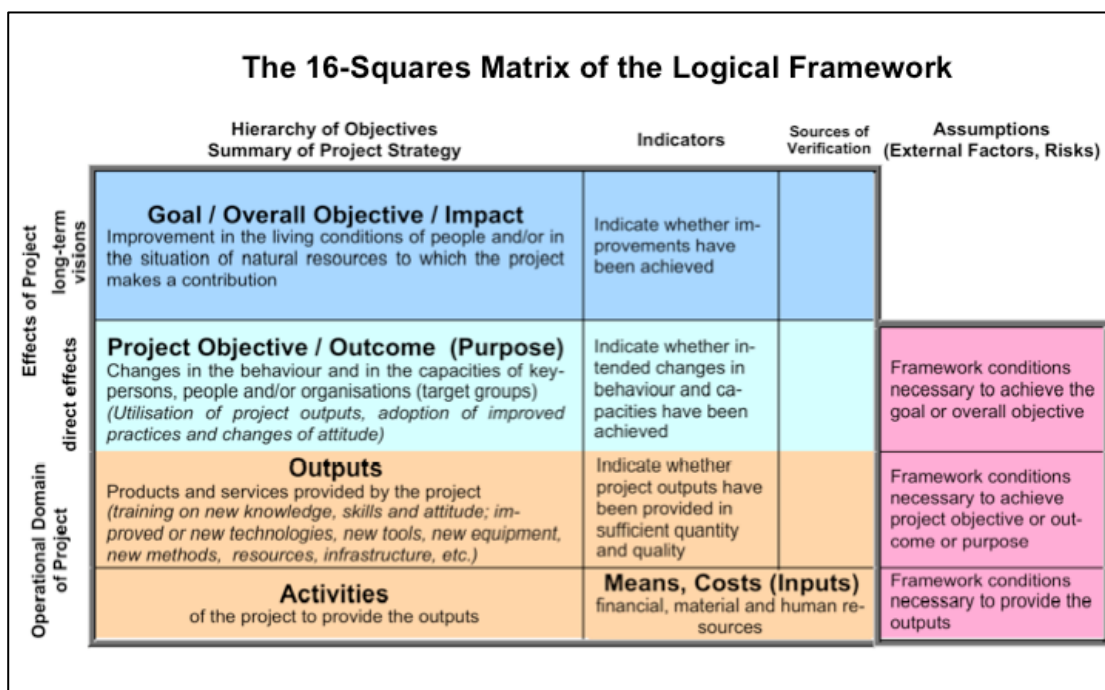 The 16-Squares Matrix of the Logical Framework
Hierarchy of Objectives
Summary of Project Strategy
Indicators
Sources of
Verification
Assumptions
(External Factors, Risks)
Effects of Project
long-term
visions
Goal / Overall Objective / Impact
Improvement in the living conditions of people and/or in
the situation of natural resources to which the project
makes a contribution
Indicate whether im-
provements have
been achieved
direct effects
Project Objective / Outcome (Purpose)
Changes in the behaviour and in the capacities of key-
persons, people and/or organisations (target groups)
(Utilisation of project outputs, adoption of improved
practices and changes of attitude)
Indicate whether in-
tended changes in
behaviour and ca-
pacities have been
achieved
Framework conditions
necessary to achieve the
goal or overall objective
Operational Domain
of Project
Outputs
Products and services provided by the project
(training on new knowledge, skills and attitude; im-
proved or new technologies, new tools, new equipment,
new methods, resources, infrastructure, etc.)
Indicate whether
project outputs have
been provided in
sufficient quantity
and quality
Framework conditions
necessary to achieve
project objective or out-
come or purpose
Activities
of the project to provide the outputs
Means, Costs (Inputs)
financial, material and human re-
sources
Framework conditions
necessary to provide the
outputs